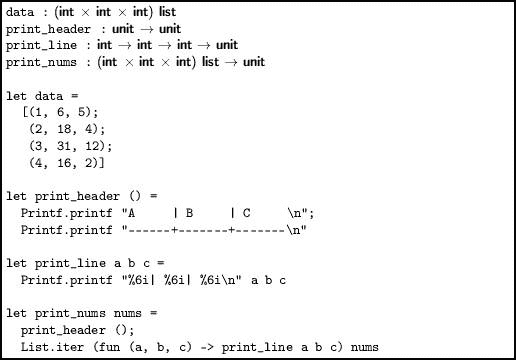 data : (int × int × int) list
print_header : unit → unit
print_line : int → int → int → unit
print_nums : (int × int × int) list → unit

let data =
  [(1, 6, 5);
   (2, 18, 4);
   (3, 31, 12);
   (4, 16, 2)]

let print_header () =
  Printf.printf "A     | B     | C     \n";
  Printf.printf "------+-------+-------\n"

let print_line a b c =
  Printf.printf "%6i| %6i| %6i\n" a b c

let print_nums nums =
  print_header ();
  List.iter (fun (a, b, c) -> print_line a b c) nums